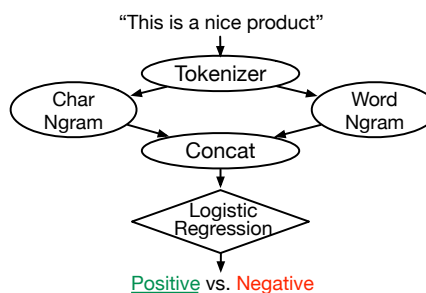 “This is a nice product”
Tokenizer
Char
Ngram
Word
Ngram
Concat
Logistic
Regression
Positive vs. Negative